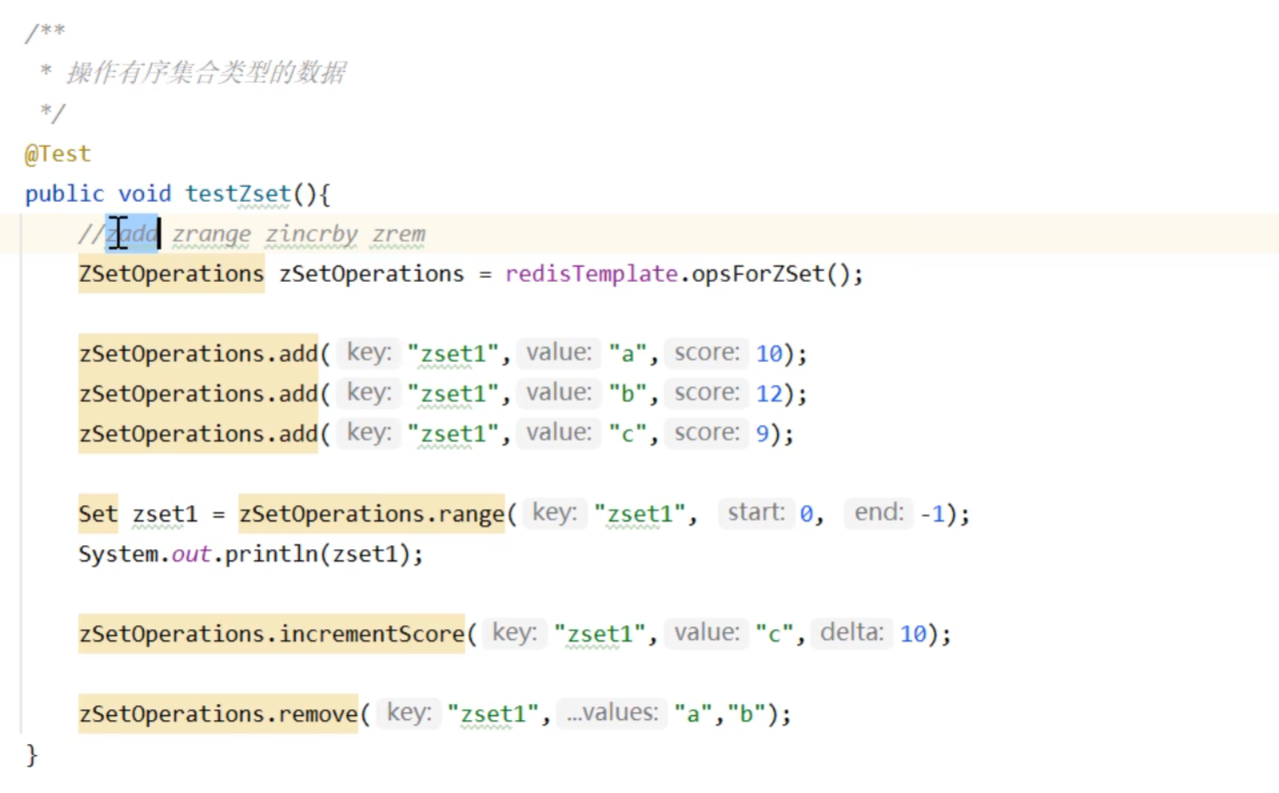 /**
* 操作有序集合类型的数据
*/
@Test
public void testZset(){
//zadd zrange zincrby zrem
ZSetOperations zSetOperations = redisTemplate.opsForZSet();
zSetOperations.add( key: "zset1", value: "a", score: 10);
zSetOperations.add( key: "zset1", value: "b", score: 12);
zSetOperations.add( key: "zset1", value: "c", score: 9);
Set zset1 = zSetOperations.range( key: "zset1", start: 0, end: -1);
System.out.println(zset1);
zSetOperations.incrementScore( key: "zset1", value: "c", delta: 10);
zSetOperations.remove( key: "zset1", ...values: "a","b");
}